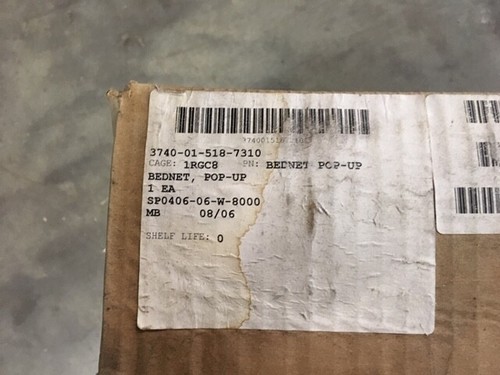 3740-01-518-7310
CAGE: 1RGC8 PN: BEDNET POP-UP
BEDNET, POP-UP
1 EA
SP0406-06-W-8000
MB 08/06
SHELF LIFE: 0